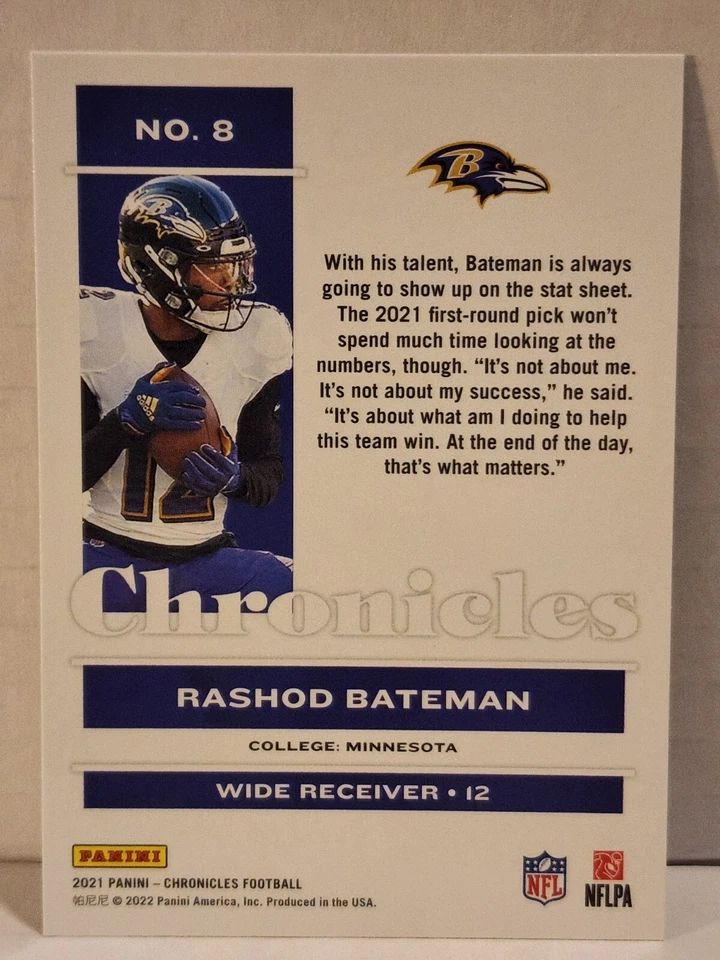 NO. 8
B
With his talent, Bateman is always
going to show up on the stat sheet.
The 2021 first-round pick won't
spend much time looking at the
numbers, though. “It's not about me.
It's not about my success,” he said.
“It's about what am I doing to help
this team win. At the end of the day,
that's what matters.”
B
adidas
12
Chronicles
RASHOD BATEMAN
COLLEGE: MINNESOTA
WIDE RECEIVER • 12
PANINI
2021 PANINI – CHRONICLES FOOTBALL
帕尼尼 © 2022 Panini America, Inc. Produced in the USA.
NFL
NFLPA